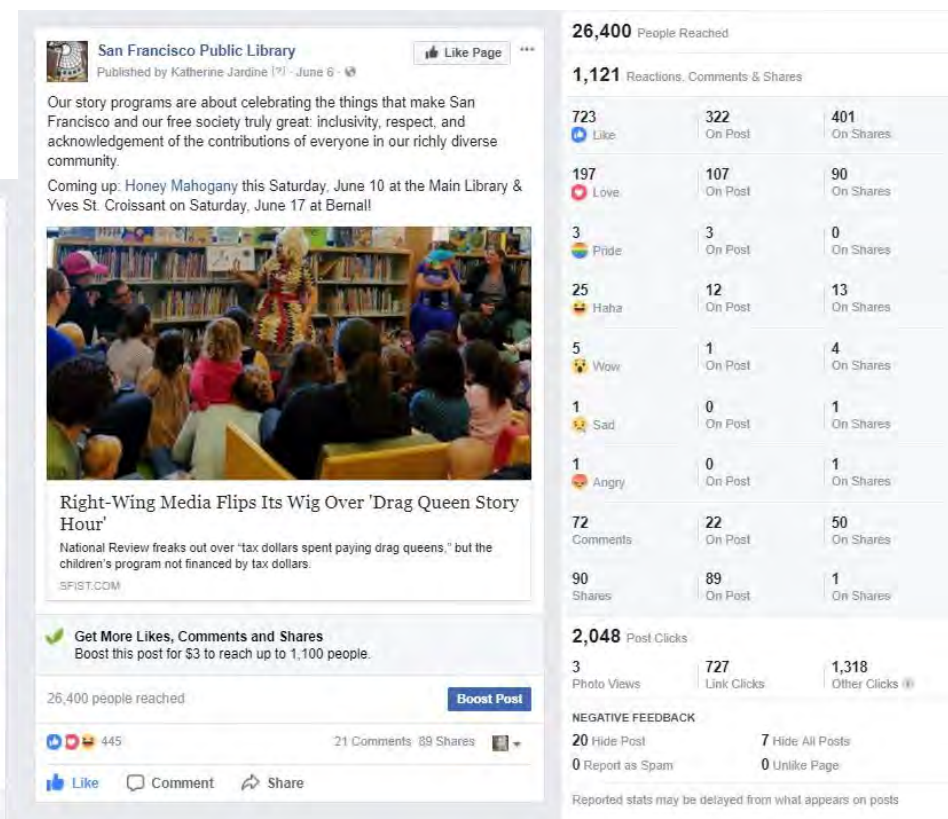 San Francisco Public Library
Like Page
Published by Katherine Jardine [?] · June 6 ·
Our story programs are about celebrating the things that make San
Francisco and our free society truly great: inclusivity, respect, and
acknowledgement of the contributions of everyone in our richly diverse
community.
Coming up: Honey Mahogany this Saturday, June 10 at the Main Library &
Yves St. Croissant on Saturday, June 17 at Bernal!
Right-Wing Media Flips Its Wig Over 'Drag Queen Story
Hour'
National Review freaks out over "tax dollars spent paying drag queens," but the
children's program not financed by tax dollars.
SFIST.COM
Get More Likes, Comments and Shares
Boost this post for $3 to reach up to 1,100 people.
26,400 people reached
Boost Post
445
21 Comments 89 Shares
Like Comment Share
26,400 People Reached
1,121 Reactions, Comments & Shares
723 322 401
Like On Post On Shares
197 107 90
Love On Post On Shares
3 3 0
Pride On Post On Shares
25 12 13
Haha On Post On Shares
5 1 4
Wow On Post On Shares
1 0 1
Sad On Post On Shares
1 0 1
Angry On Post On Shares
72 22 50
Comments On Post On Shares
90 89 1
Shares On Post On Shares
2,048 Post Clicks
3 727 1,318
Photo Views Link Clicks Other Clicks
NEGATIVE FEEDBACK
20 Hide Post 7 Hide All Posts
0 Report as Spam 0 Unlike Page
Reported stats may be delayed from what appears on posts